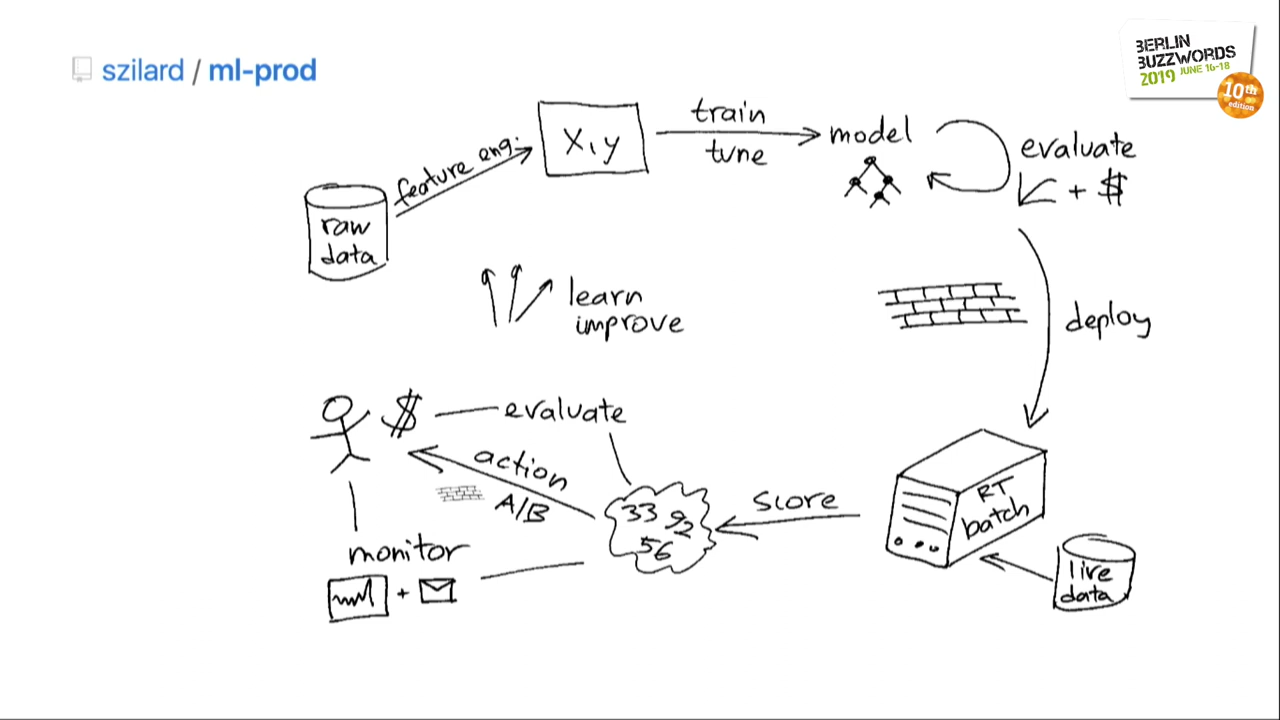 szilard / ml-prod
BERLIN
BUZZWORDS
2019 JUNE 16-18
10th
edition
train
tune
X, y
model
feature eng.
evaluate
+ $
raw
data
learn
improve
deploy
$
evaluate
action
A/B
33 92
56
score
RT
batch
monitor
+
live
data